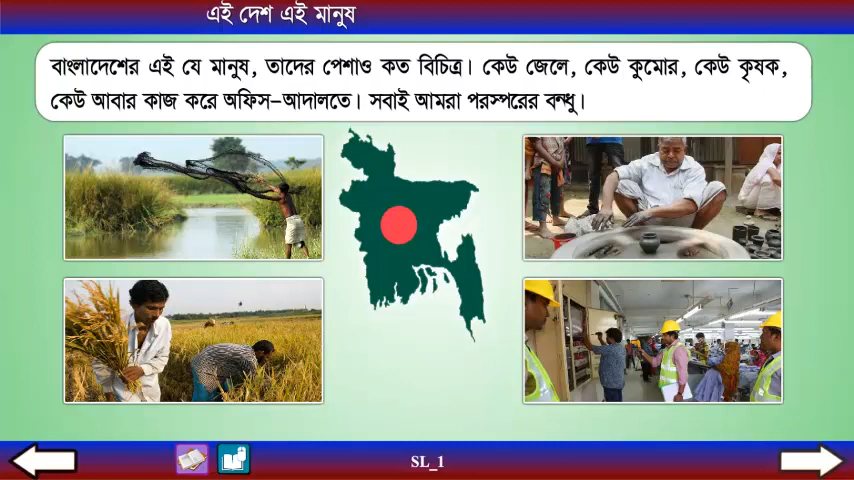 এই দেশ এই মানুষ
বাংলাদেশের এই যে মানুষ, তাদের পেশাও কত বিচিত্র। কেউ জেলে, কেউ কুমোর, কেউ কৃষক,
কেউ আবার কাজ করে অফিস-আদালতে। সবাই আমরা পরস্পরের বন্ধু।
SL_1